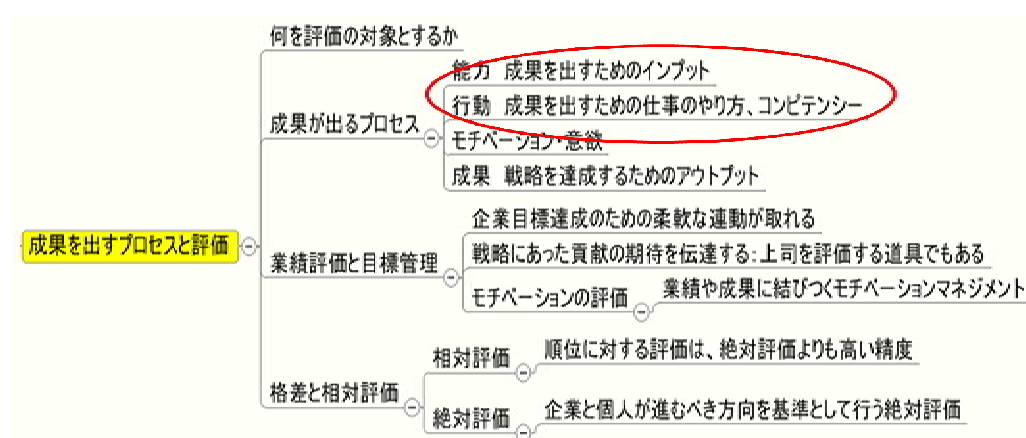 何を評価の対象とするか
能力 成果を出すためのインプット
行動 成果を出すための仕事のやり方、コンピテンシー
成果が出るプロセス
モチベーション・意欲
成果 戦略を達成するためのアウトプット
成果を出すプロセスと評価
企業目標達成のための柔軟な連動が取れる
業績評価と目標管理
戦略にあった貢献の期待を伝達する:上司を評価する道具でもある
モチベーションの評価
業績や成果に結びつくモチベーションマネジメント
相対評価
順位に対する評価は、絶対評価よりも高い精度
格差と相対評価
絶対評価
企業と個人が進むべき方向を基準として行う絶対評価